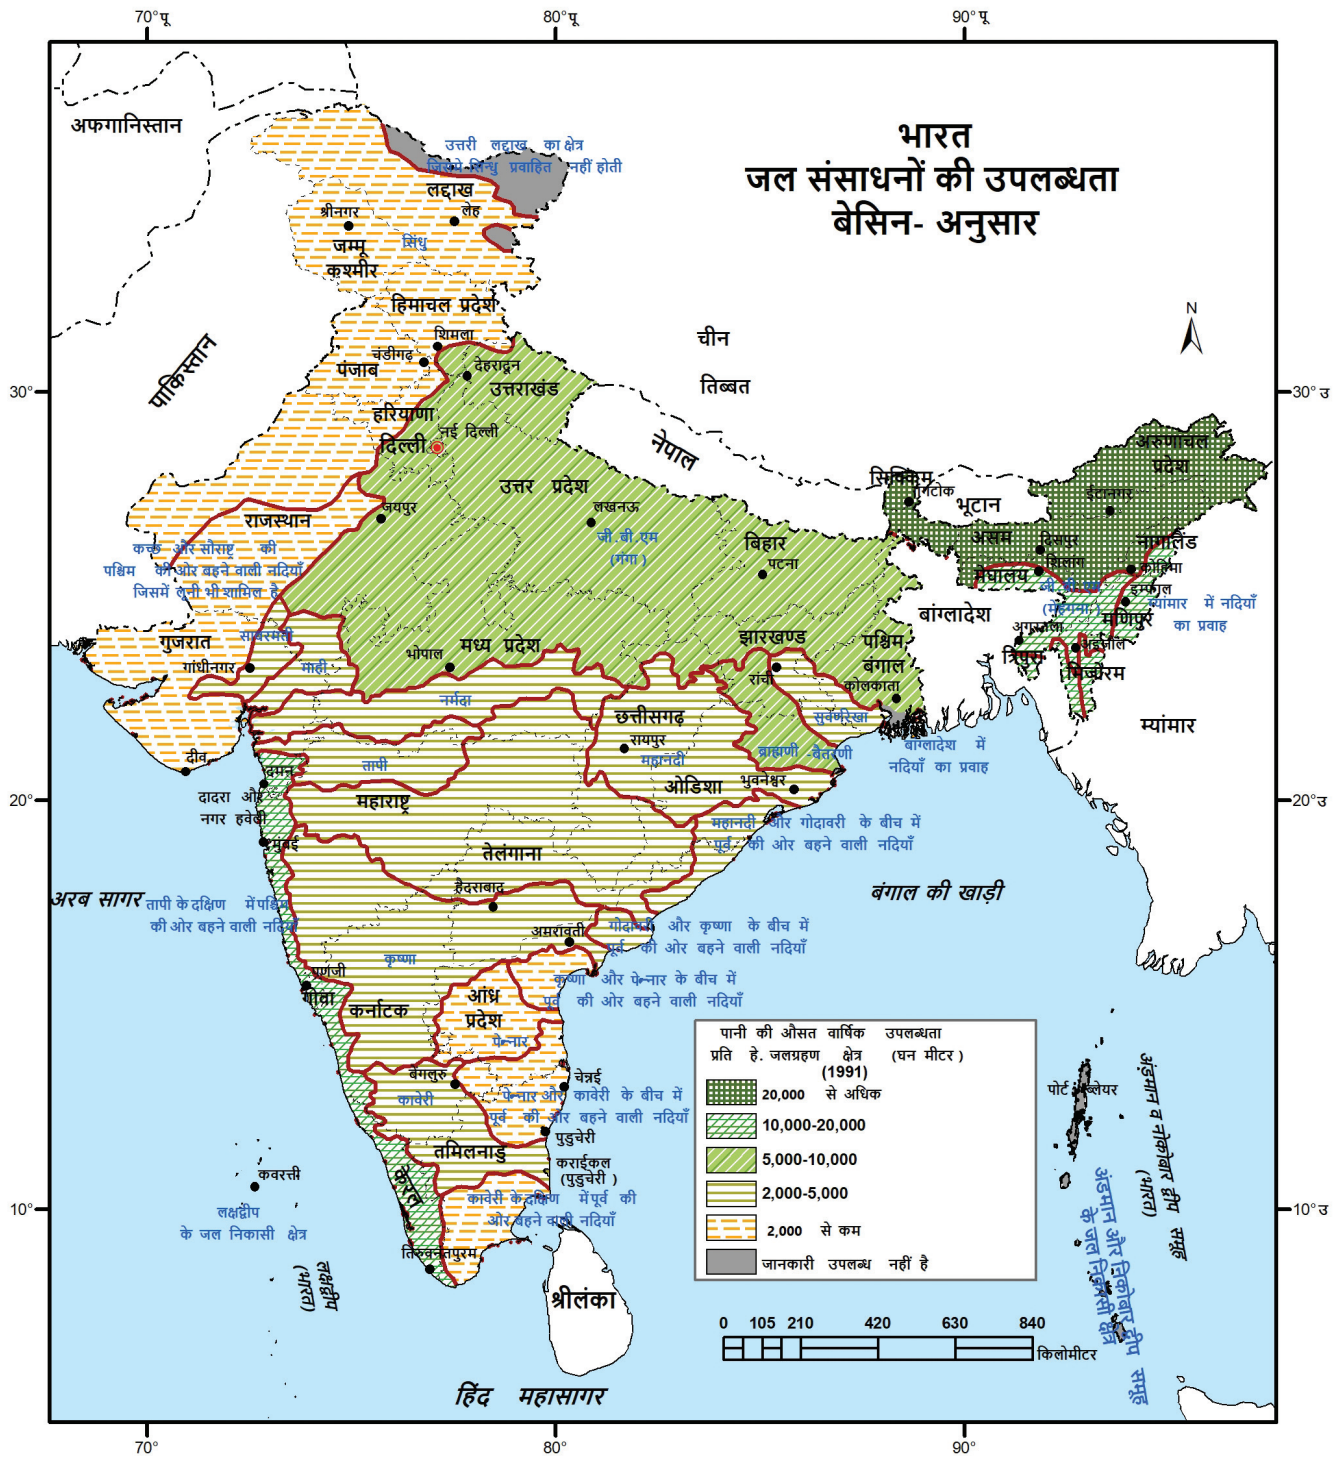 70° पू
80° पू
90° पू
भारत
जल संसाधनों की उपलब्धता
बेसिन- अनुसार
अफगानिस्तान
उत्तरी लद्दाख का क्षेत्र
जिसमे सिन्धु प्रवाहित नहीं होती
लद्दाख
श्रीनगर
लेह
सिंधु
जम्मू
कश्मीर
हिमाचल प्रदेश
N
शिमला
चंडीगढ़
पंजाब
देहरादून
उत्तराखंड
चीन
तिब्बत
पाकिस्तान
30°
30° उ
हरियाणा
नई दिल्ली
दिल्ली
नेपाल
अरुणाचल
प्रदेश
सिक्किम
गंगटोक
ईटानगर
भूटान
उत्तर प्रदेश
लखनऊ
जयपुर
राजस्थान
जी.बी.एम
(गंगा)
बिहार
पटना
असम
दिसपुर
नागालैंड
कोहिमा
शिलांग
मेघालय
इम्फाल
कच्छ और सौराष्ट्र की
पश्चिम की ओर बहने वाली नदियाँ
जिसमें लूनी भी शामिल है
(मेहगना)
म्यांमार में नदियाँ
का प्रवाह
बांग्लादेश
मणिपुर
अगरतला
त्रिपुरा
आईजॉल
मिजोरम
साबरमती
गुजरात
गांधीनगर
माही
भोपाल
मध्य प्रदेश
झारखण्ड
रांची
पश्चिम
बंगाल
कोलकाता
नर्मदा
छत्तीसगढ़
रायपुर
महानदी
सुवर्णरेखा
ब्राह्मणी -बैतरणी
बांग्लादेश में
नदियों का प्रवाह
म्यांमार
दीव
दमन
तापी
ओडिशा
भुवनेश्वर
20°
20° उ
दादरा और
नगर हवेली
महाराष्ट्र
मुंबई
महानदी और गोदावरी के बीच में
पूर्व की ओर बहने वाली नदियाँ
तेलंगाना
हैदराबाद
अरब सागर
तापी के दक्षिण में पश्चिम
की ओर बहने वाली नदियाँ
बंगाल की खाड़ी
अमरावती
गोदावरी और कृष्णा के बीच में
पूर्व की ओर बहने वाली नदियाँ
कृष्णा
पणजी
गोवा
कर्नाटक
आंध्र
प्रदेश
कृष्णा और पेन्नार के बीच में
पूर्व की ओर बहने वाली नदियाँ
पेन्नार
पानी की औसत वार्षिक उपलब्धता
प्रति हे. जलग्रहण क्षेत्र (घन मीटर)
(1991)
20,000 से अधिक
10,000-20,000
5,000-10,000
2,000-5,000
2,000 से कम
जानकारी उपलब्ध नहीं है
बेंगलुरु
कावेरी
चेन्नई
पेन्नार और कावेरी के बीच में
पूर्व की ओर बहने वाली नदियाँ
पुडुचेरी
तमिलनाडु
कराईकल
(पुडुचेरी)
केरल
कावेरी के दक्षिण में पूर्व की
ओर बहने वाली नदियाँ
तिरुवनंतपुरम
श्रीलंका
कवरत्ती
10°
10° उ
लक्षद्वीप
के जल निकासी क्षेत्र
लक्षद्वीप
(भारत)
पोर्ट ब्लेयर
अंडमान व नोकोबार द्वीप समूह
(भारत)
अंडमान और निकोबार द्वीप समूह
के जल निकासी क्षेत्र
0 105 210 420 630 840
किलोमीटर
हिंद महासागर
70°
80°
90°